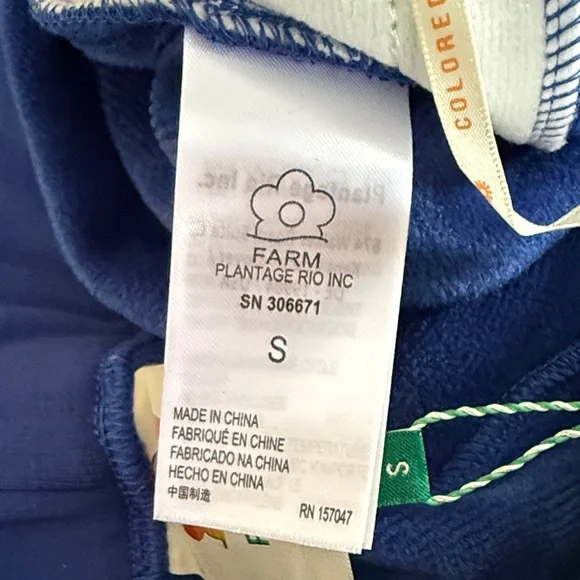 COLORED
FARM
PLANTAGE RIO INC
SN 306671
S
MADE IN CHINA
FABRIQUÉ EN CHINE
FABRICADO NA CHINA
HECHO EN CHINA
中国制造
RN 157047
S